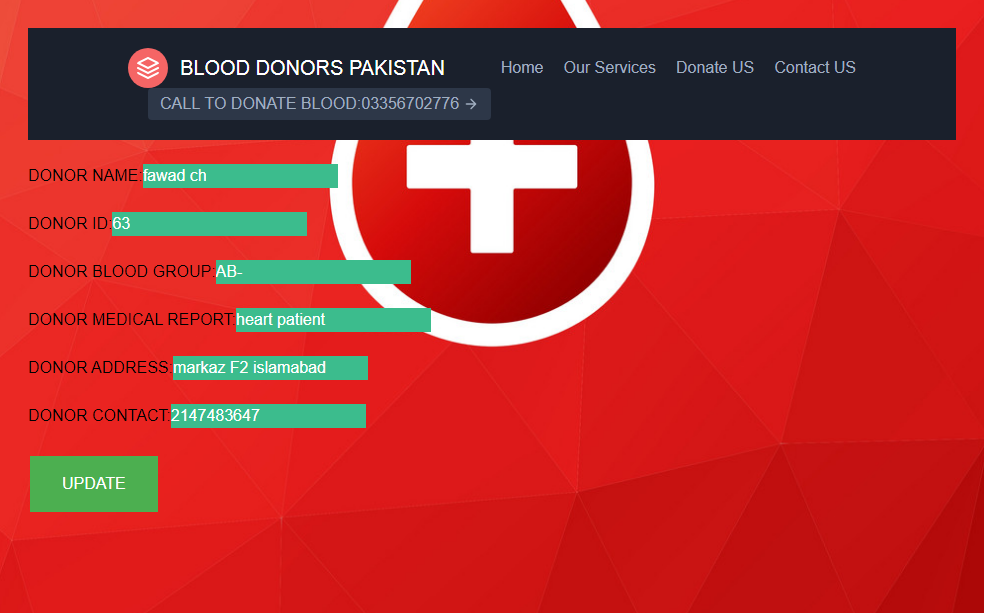 BLOOD DONORS PAKISTAN
Home Our Services Donate US Contact US
CALL TO DONATE BLOOD:03356702776 →
DONOR NAME:fawad ch
DONOR ID:63
DONOR BLOOD GROUP:AB-
DONOR MEDICAL REPORT:heart patient
DONOR ADDRESS:markaz F2 islamabad
DONOR CONTACT:2147483647
UPDATE